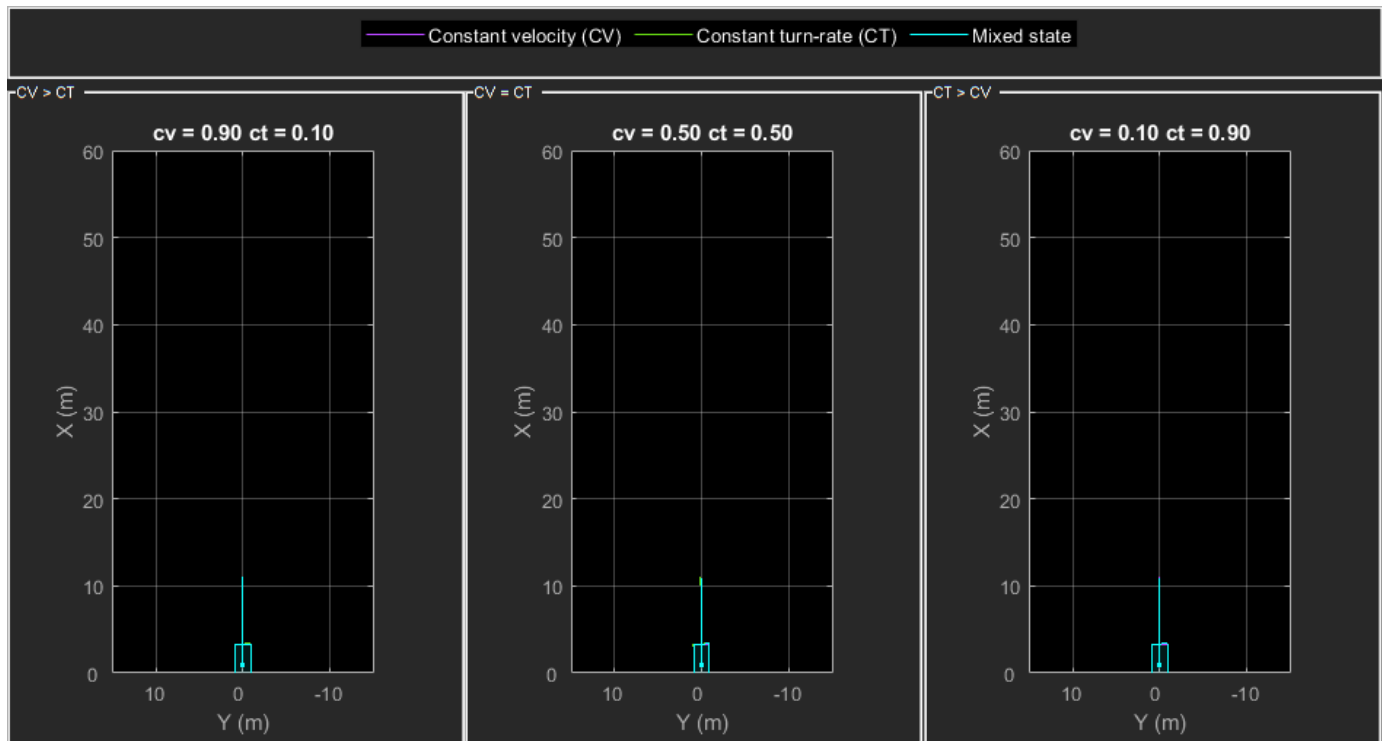 Constant velocity (CV) Constant turn-rate (CT) Mixed state
CV > CT
cv = 0.90 ct = 0.10
60
50
40
30
20
10
0
X (m)
10 0 -10
Y (m)
CV = CT
cv = 0.50 ct = 0.50
60
50
40
30
20
10
0
X (m)
10 0 -10
Y (m)
CT > CV
cv = 0.10 ct = 0.90
60
50
40
30
20
10
0
X (m)
10 0 -10
Y (m)